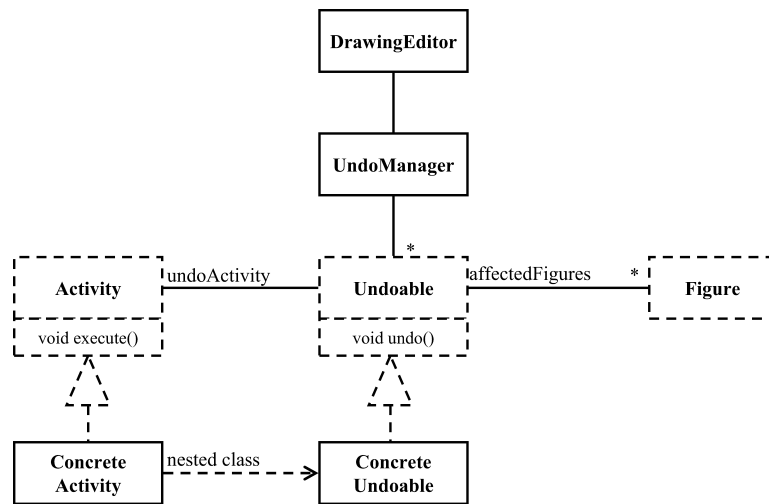 DrawingEditor
UndoManager
*
Activity
undoActivity
Undoable
affectedFigures
*
Figure
void execute()
void undo()
Concrete
Activity
nested class
Concrete
Undoable